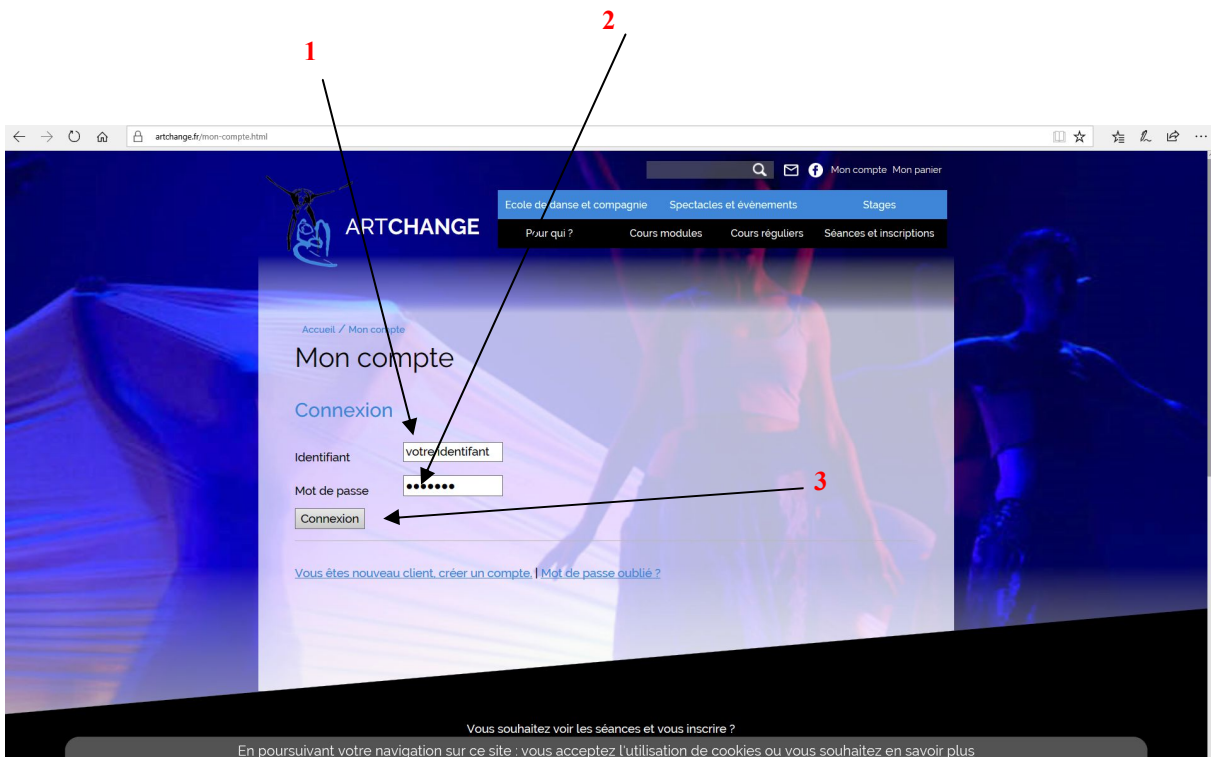 2
1
artchange.fr/mon-compte.html
Mon compte Mon panier
Ecole de danse et compagnie Spectacles et évènements Stages
ARTCHANGE
Pour qui ? Cours modules Cours réguliers Séances et inscriptions
Accueil / Mon compte
Mon compte
Connexion
Identifiant votre identifant
Mot de passe •••••••
3
Connexion
Vous êtes nouveau client, créer un compte. | Mot de passe oublié ?
Vous souhaitez voir les séances et vous inscrire ?
En poursuivant votre navigation sur ce site : vous acceptez l'utilisation de cookies ou vous souhaitez en savoir plus